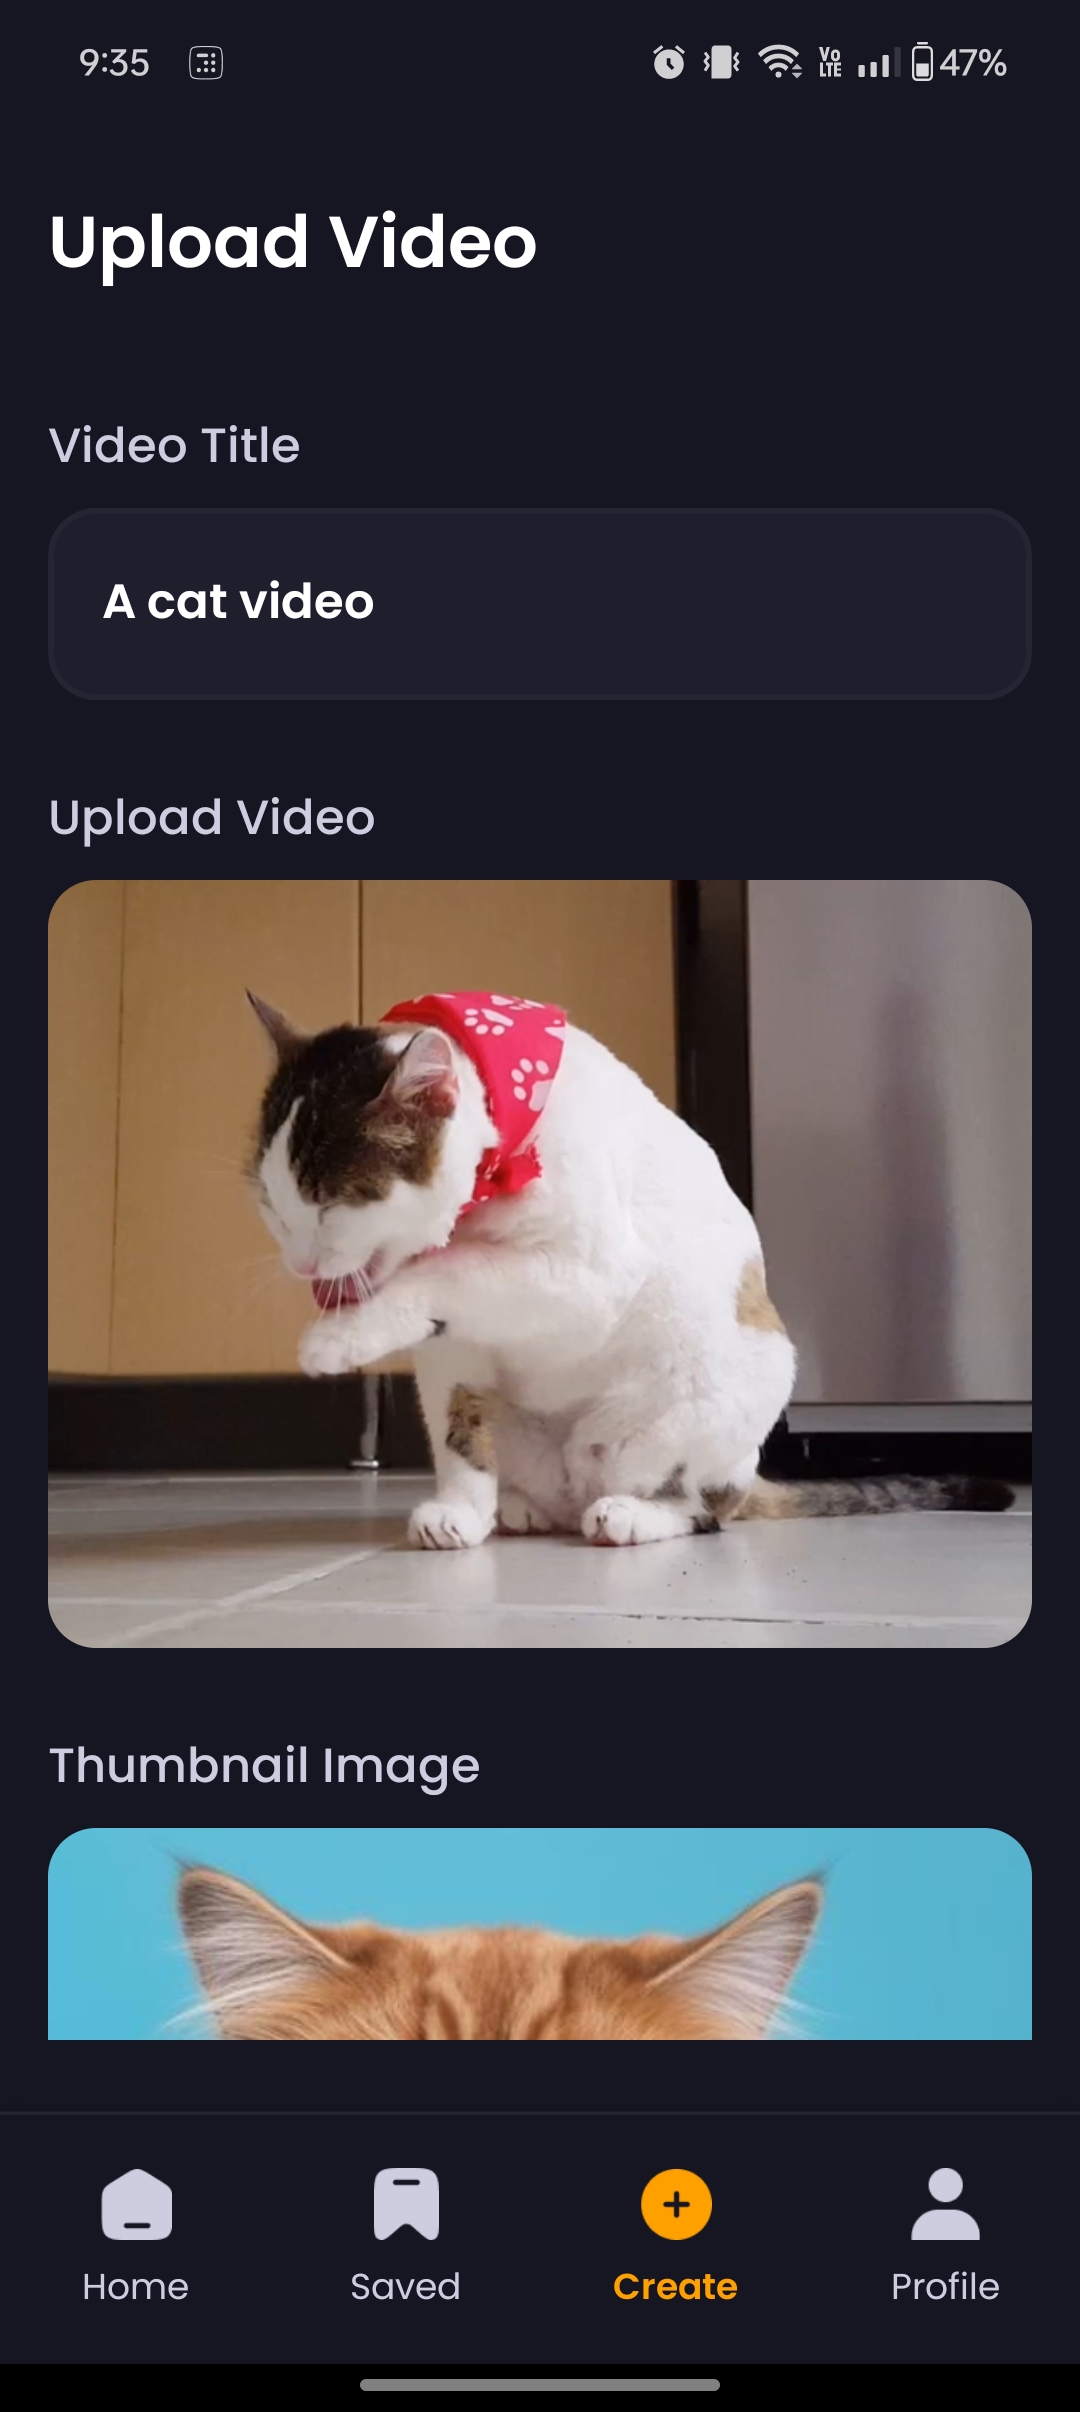 9:35
Vo
LTE
47%
Upload Video
Video Title
A cat video
Upload Video
Thumbnail Image
Home
Saved
Create
Profile